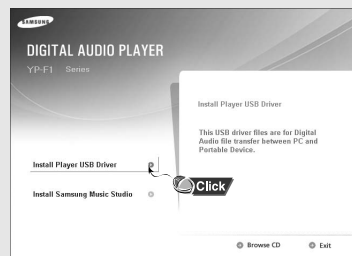 SAMSUNG
DIGITAL AUDIO PLAYER
YP-F1 Series
Install Player USB Driver
This USB driver files are for Digital
Audio file transfer between PC and
Portable Device.
Install Player USB Driver
Click
Install Samsung Music Studio
Browse CD
Exit